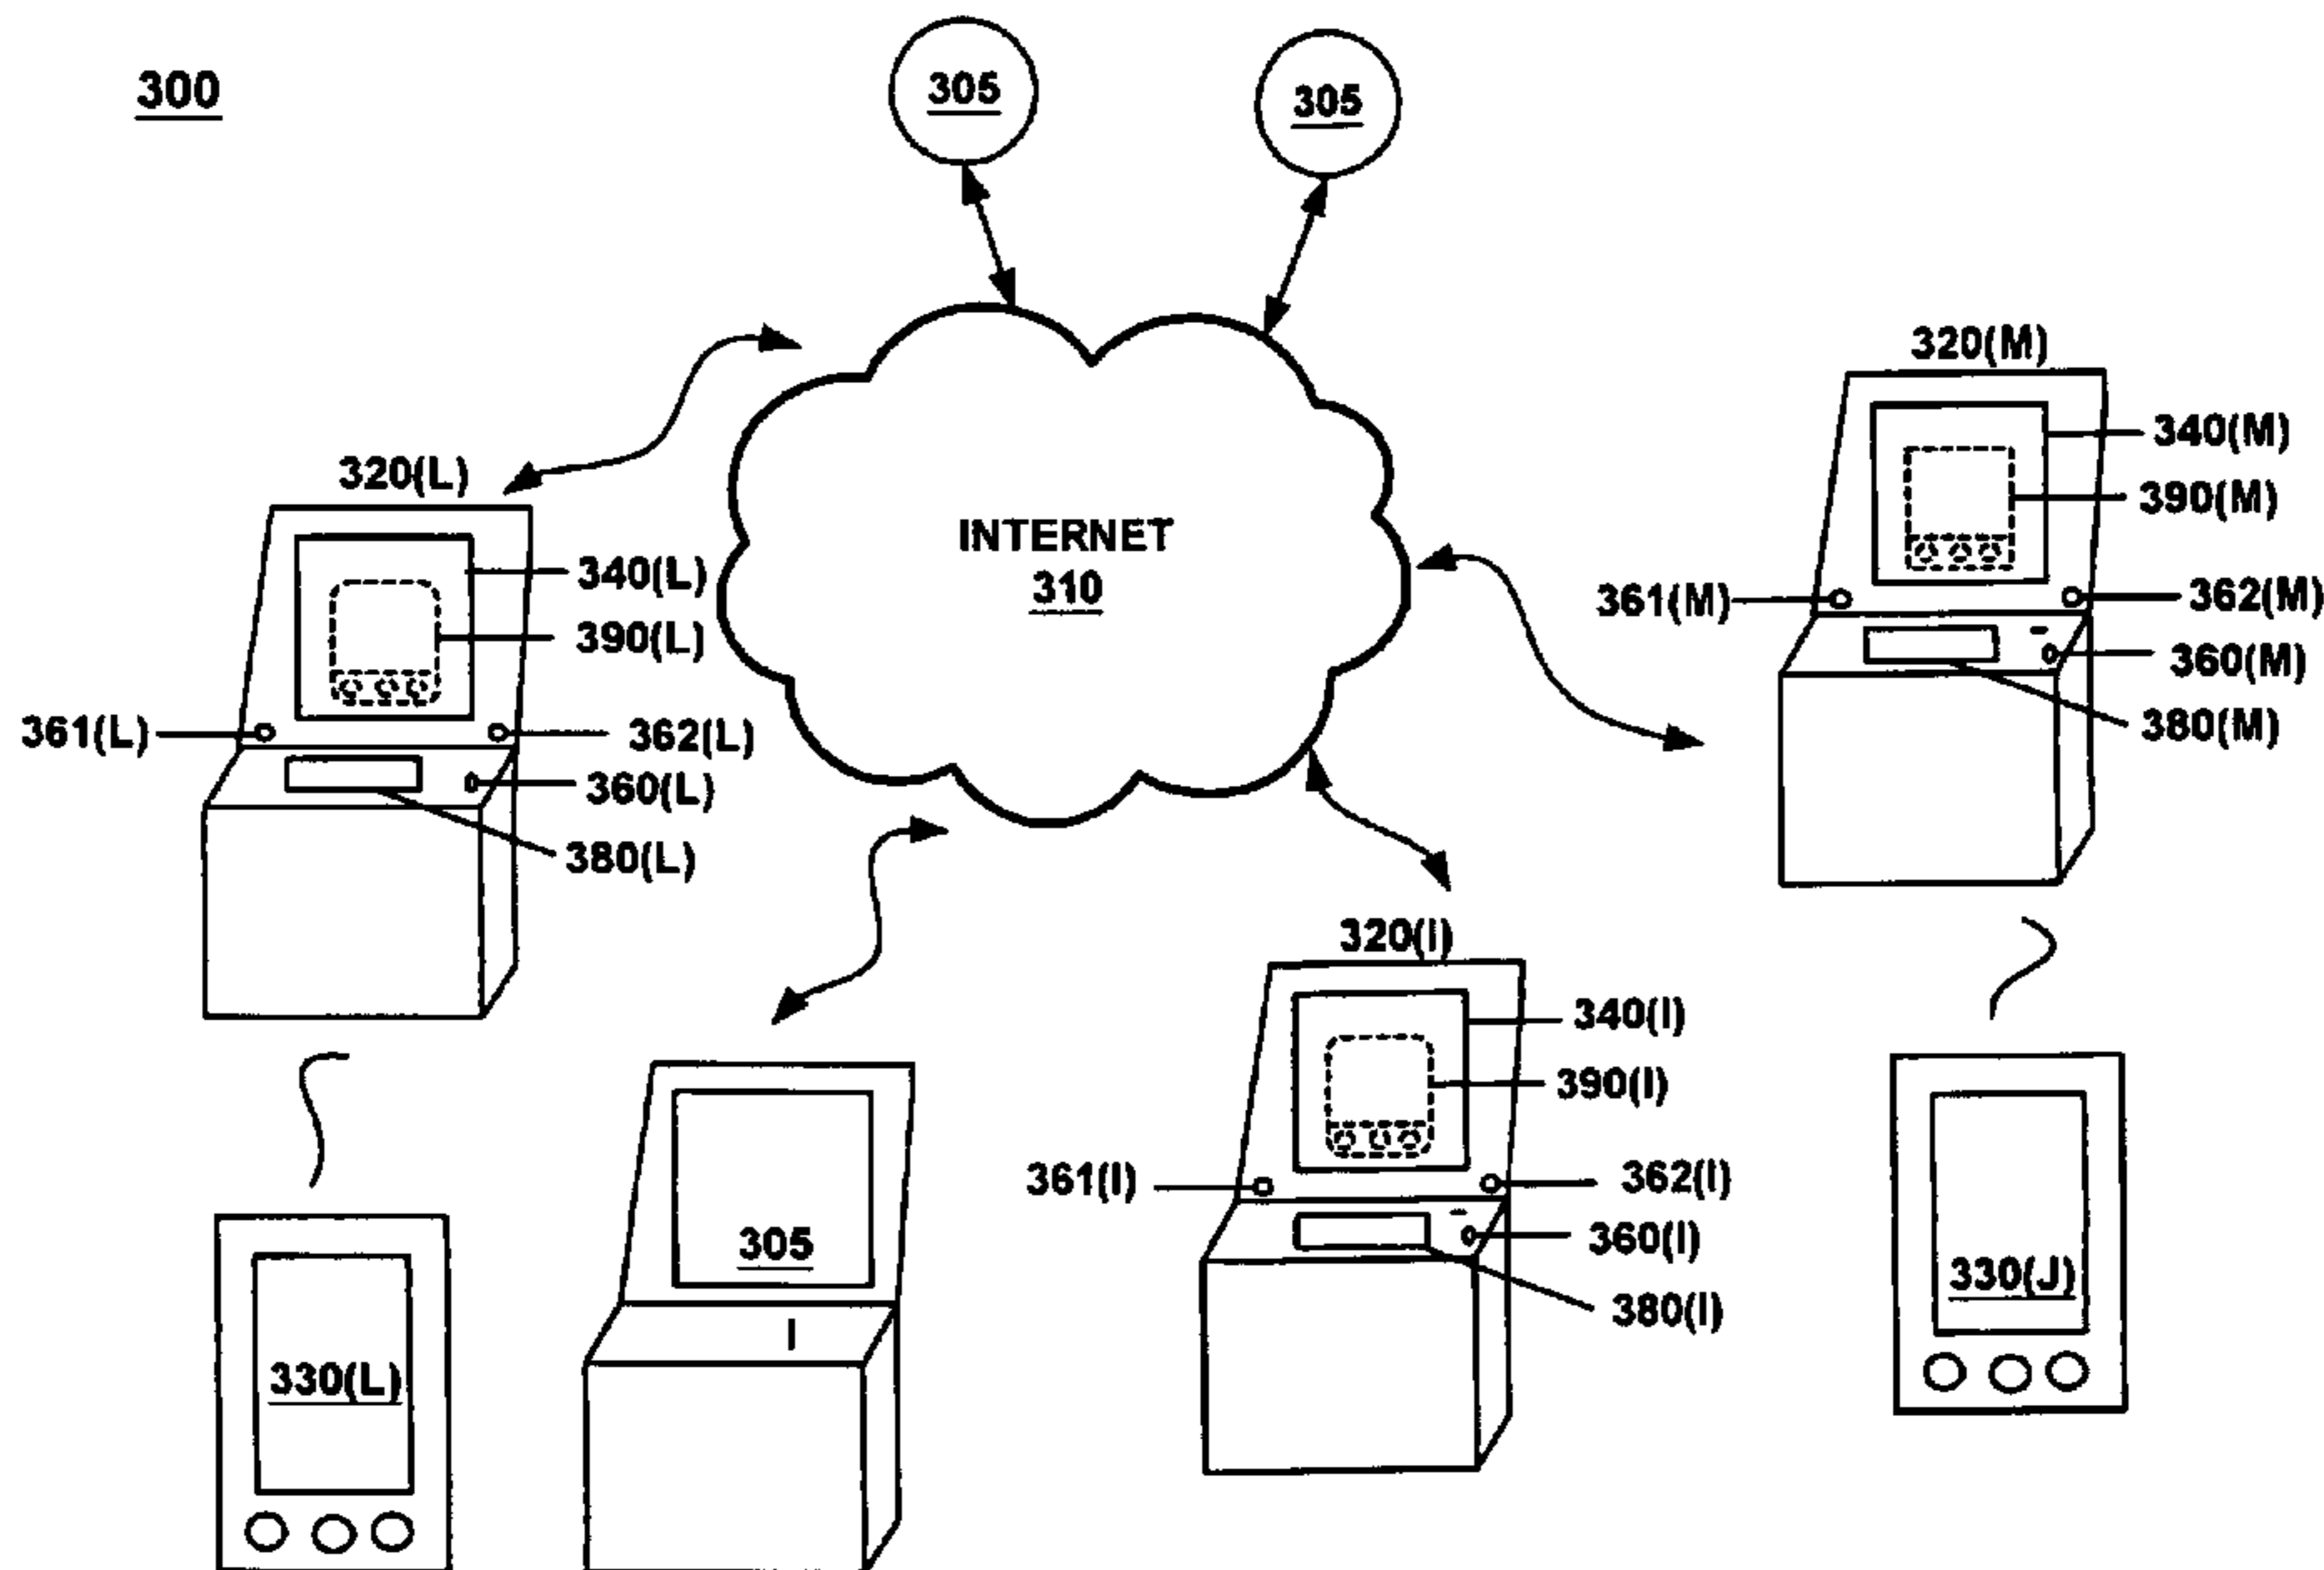 300
305
305
320(M)
340(M)
320(L)
390(M)
INTERNET
310
340(L)
361(M)
362(M)
390(L)
360(M)
361(L)
362(L)
380(M)
360(L)
380(L)
320(I)
340(I)
390(I)
361(I)
362(I)
305
360(I)
330(J)
380(I)
330(L)